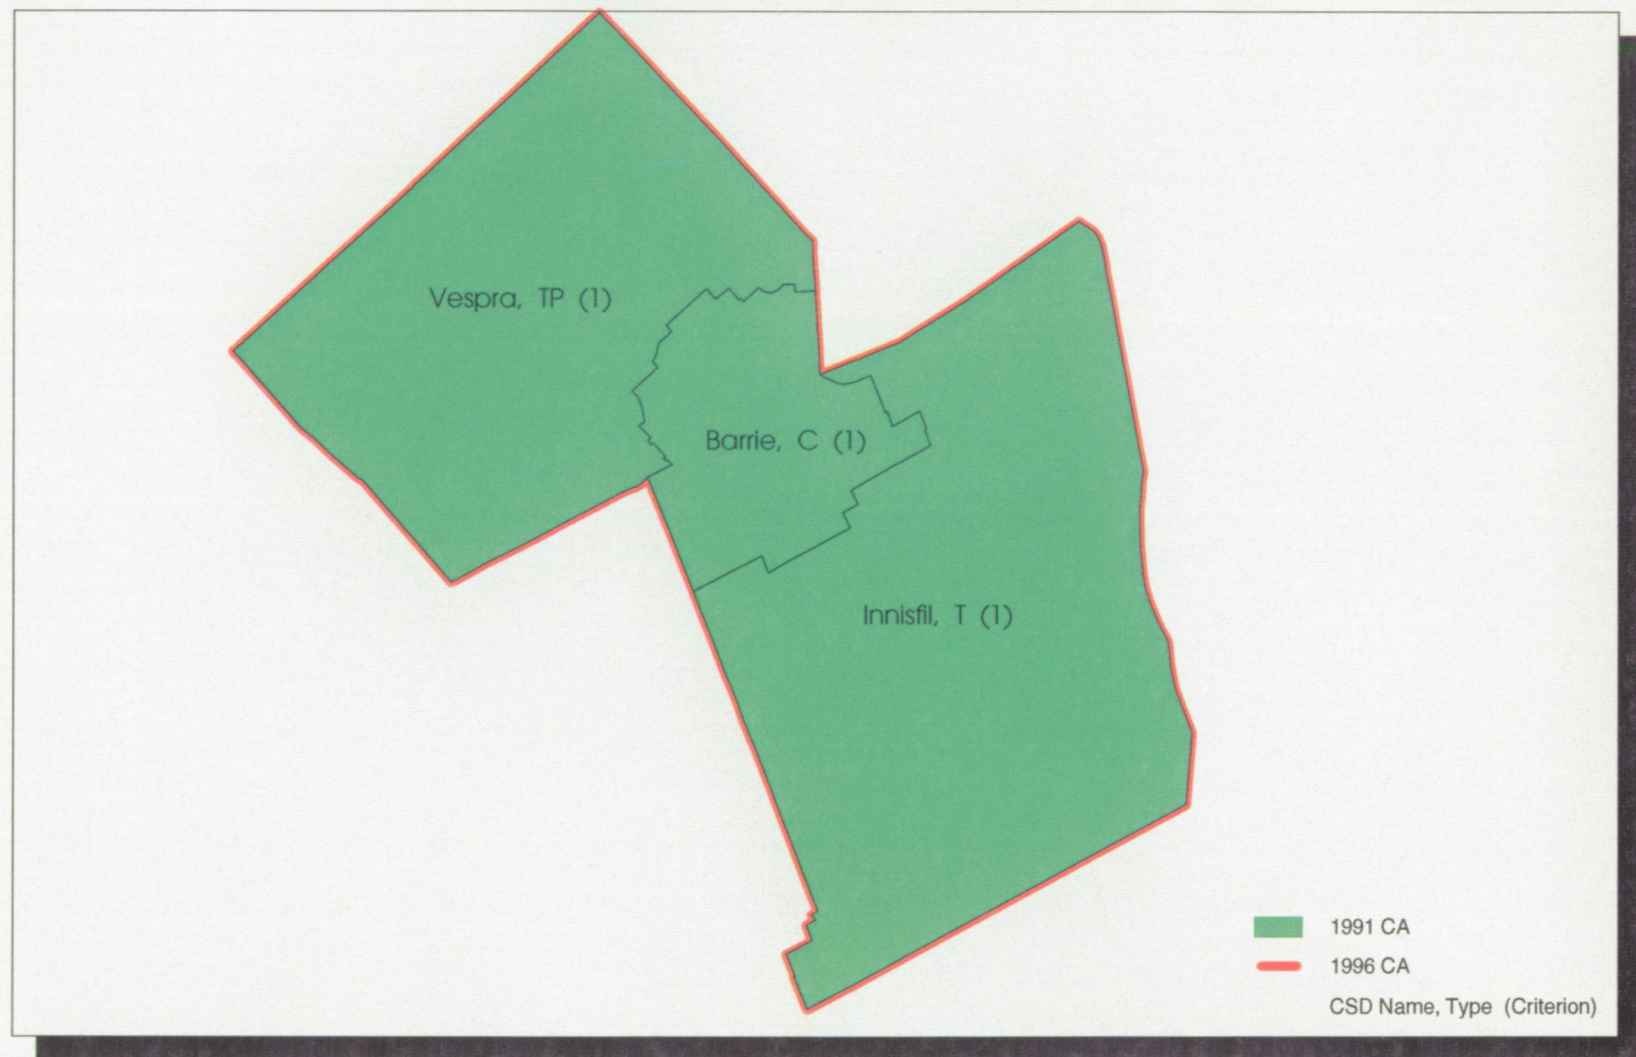 Vespra, TP (1)
Barrie, C (1)
Innisfil, T (1)
1991 CA
1996 CA
CSD Name, Type (Criterion)